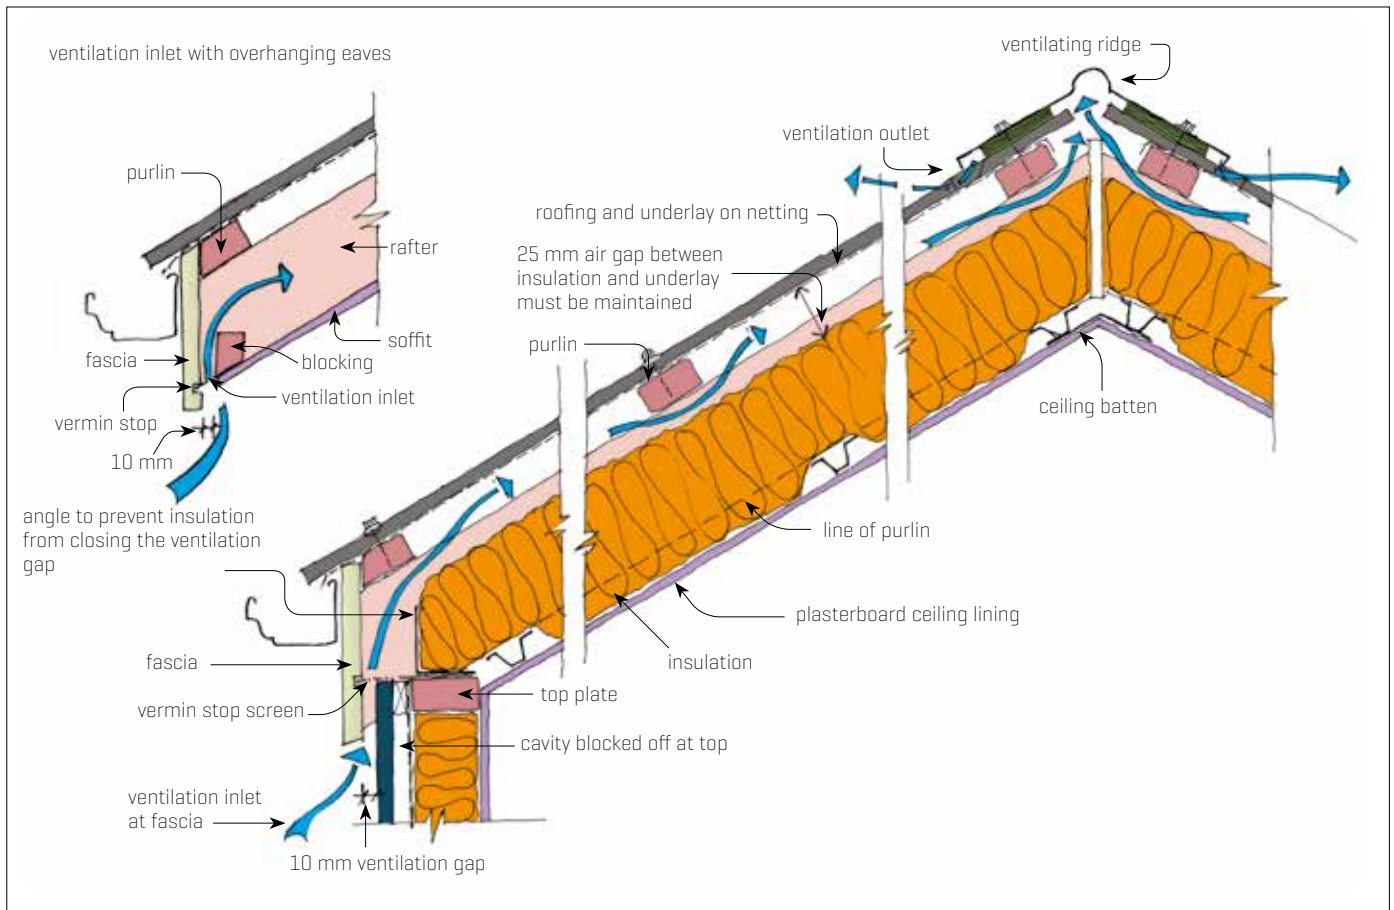 ventilation inlet with overhanging eaves
purlin
rafter
soffit
blocking
fascia
ventilation inlet
vermin stop
10 mm
ventilating ridge
ventilation outlet
roofing and underlay on netting
25 mm air gap between
insulation and underlay
must be maintained
purlin
ceiling batten
line of purlin
plasterboard ceiling lining
insulation
angle to prevent insulation
from closing the ventilation
gap
fascia
vermin stop screen
top plate
cavity blocked off at top
ventilation inlet
at fascia
10 mm ventilation gap